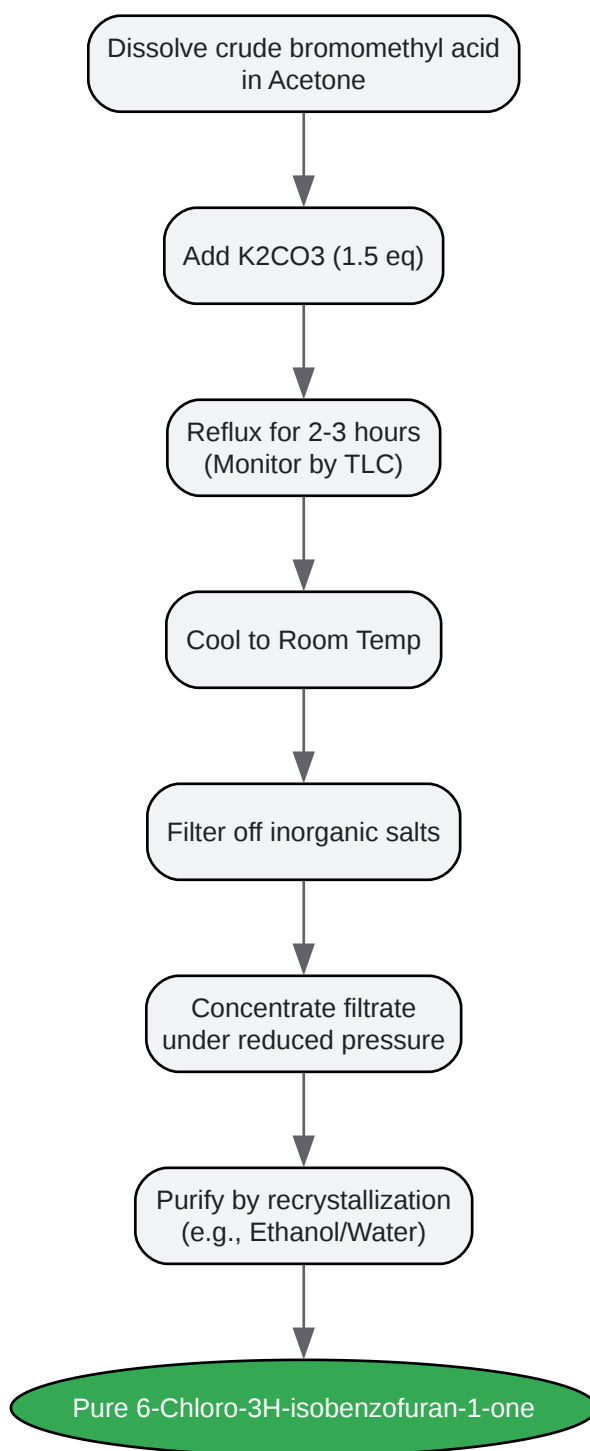 Dissolve crude bromomethyl acid
in Acetone
Add K2CO3 (1.5 eq)
Reflux for 2-3 hours
(Monitor by TLC)
Cool to Room Temp
Filter off inorganic salts
Concentrate filtrate
under reduced pressure
Purify by recrystallization
(e.g., Ethanol/Water)
Pure 6-Chloro-3H-isobenzofuran-1-one